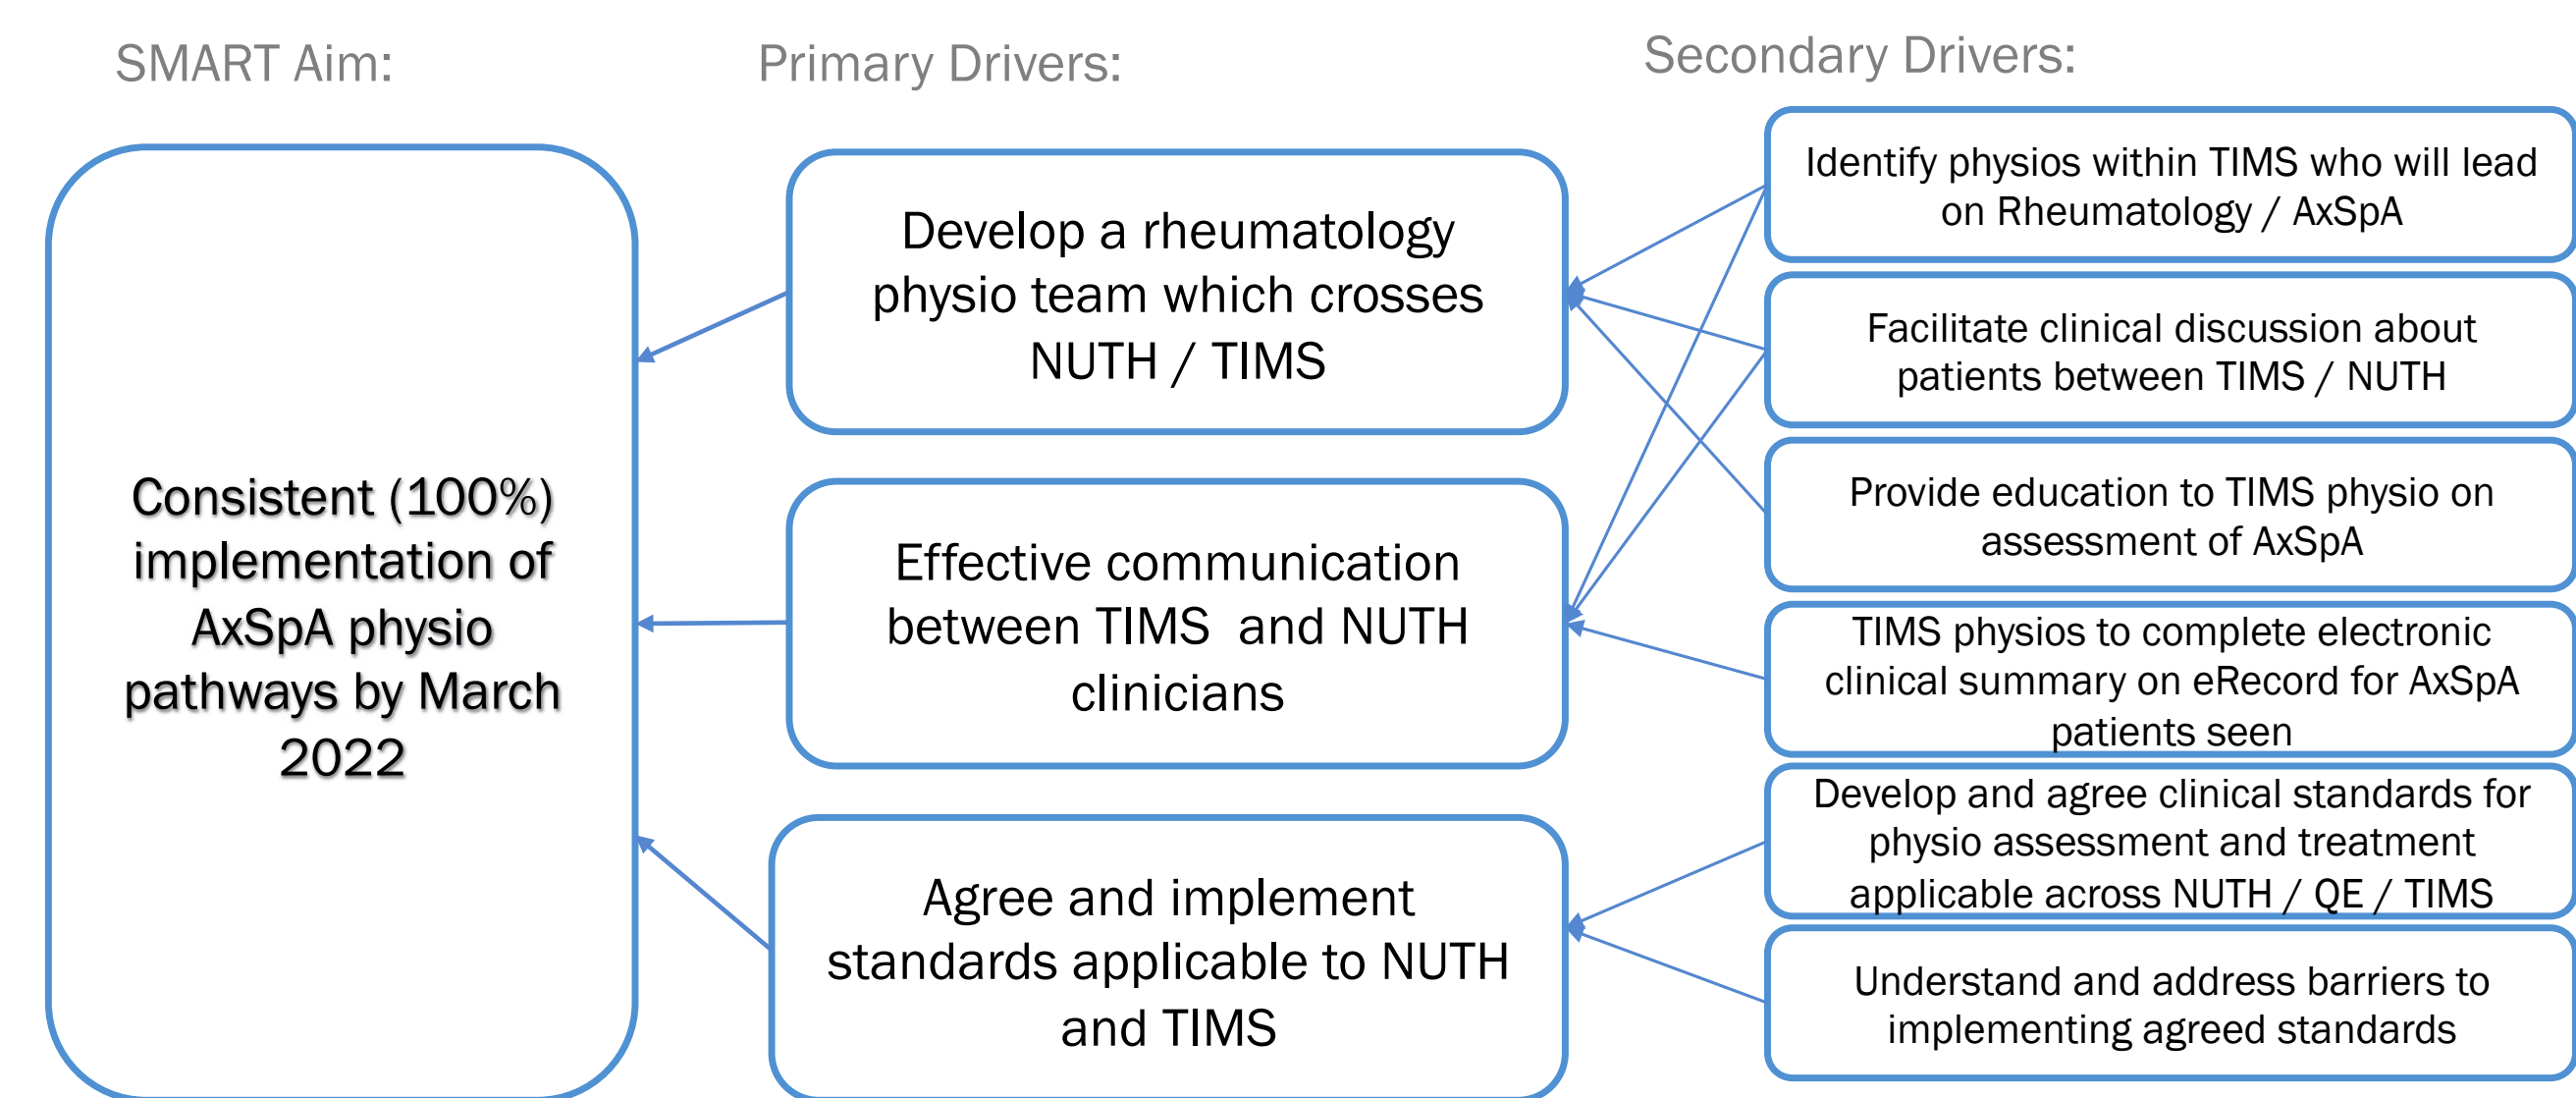 SMART Aim:
Primary Drivers:
Secondary Drivers:
Consistent (100%)
implementation of
AxSpA physio
pathways by March
2022
Develop a rheumatology
physio team which crosses
NUTH / TIMS
Effective communication
between TIMS  and NUTH
clinicians
Agree and implement
standards applicable to NUTH
and TIMS
Identify physios within TIMS who will lead
on Rheumatology / AxSpA
Facilitate clinical discussion about
patients between TIMS / NUTH
Provide education to TIMS physio on
assessment of AxSpA
TIMS physios to complete electronic
clinical summary on eRecord for AxSpA
patients seen
Develop and agree clinical standards for
physio assessment and treatment
applicable across NUTH / QE / TIMS
Understand and address barriers to
implementing agreed standards